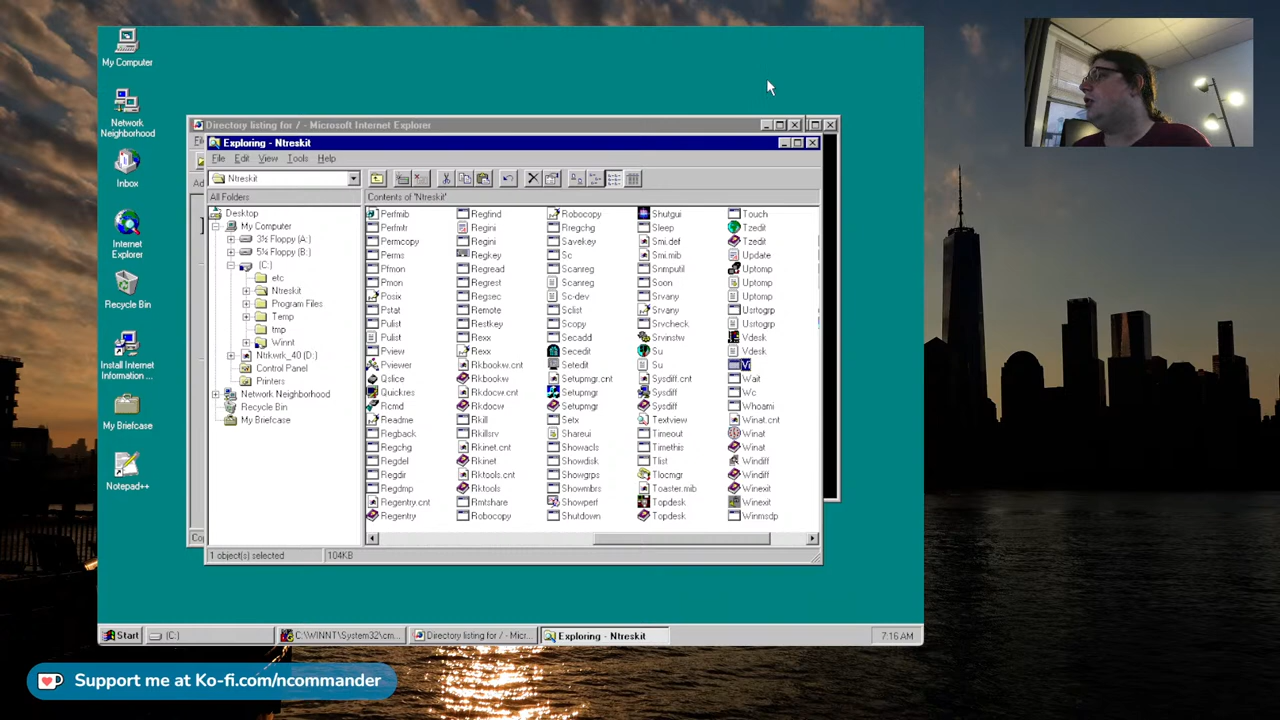 My Computer
Network
Neighborhood
Inbox
Internet
Explorer
Recycle Bin
Install Internet
Information ...
My Briefcase
Notepad++
Directory listing for / - Microsoft Internet Explorer
Exploring - Ntreskit
File Edit View Tools Help
Ntreskit
All Folders
Contents of 'Ntreskit'
Desktop
My Computer
3½ Floppy (A:)
5¼ Floppy (B:)
(C:)
etc
Ntreskit
Program Files
Temp
tmp
Winnt
Ntrkwrk_40 (D:)
Control Panel
Printers
Network Neighborhood
Recycle Bin
My Briefcase
Perfmib
Perfmtr
Permcopy
Perms
Pfmon
Pmon
Posix
Pstat
Pulist
Pulist
Pview
Pviewer
Qslice
Quickres
Rcmd
Readme
Regback
Regchg
Regdel
Regdir
Regdmp
Regentry.cnt
Regentry
Regfind
Regini
Regini
Regkey
Regread
Regrest
Regsec
Remote
Restkey
Rexx
Rexx
Rkbookw.cnt
Rkbookw
Rkdocw.cnt
Rkdocw
Rkill
Rkillsrv
Rkinet.cnt
Rkinet
Rktools.cnt
Rktools
Rmtshare
Robocopy
Robocopy
Rregchg
Savekey
Sc
Scanreg
Scanreg
Sc-dev
Sclist
Scopy
Secadd
Secedit
Setedit
Setupmgr.cnt
Setupmgr
Setupmgr
Setx
Shareui
Showacls
Showdisk
Showgrps
Showmbrs
Showperf
Shutdown
Shutgui
Sleep
Smi.def
Smi.mib
Snmputil
Soon
Srvany
Srvany
Srvcheck
Srvinstw
Su
Su
Sysdiff.cnt
Sysdiff
Sysdiff
Textview
Timeout
Timethis
Tlist
Tlocmgr
Toaster.mib
Topdesk
Topdesk
Touch
Tzedit
Tzedit
Update
Uptomp
Uptomp
Uptomp
Usrtogrp
Usrtogrp
Vdesk
Vdesk
Vi
Wait
Wc
Whoami
Winat.cnt
Winat
Winat
Windiff
Windiff
Winexit
Winexit
Winmsdp
1 object(s) selected 104KB
Start (C:) C:\WINNT\System32\cm... Directory listing for / - Micr... Exploring - Ntreskit 7:16 AM
Support me at Ko-fi.com/ncommander